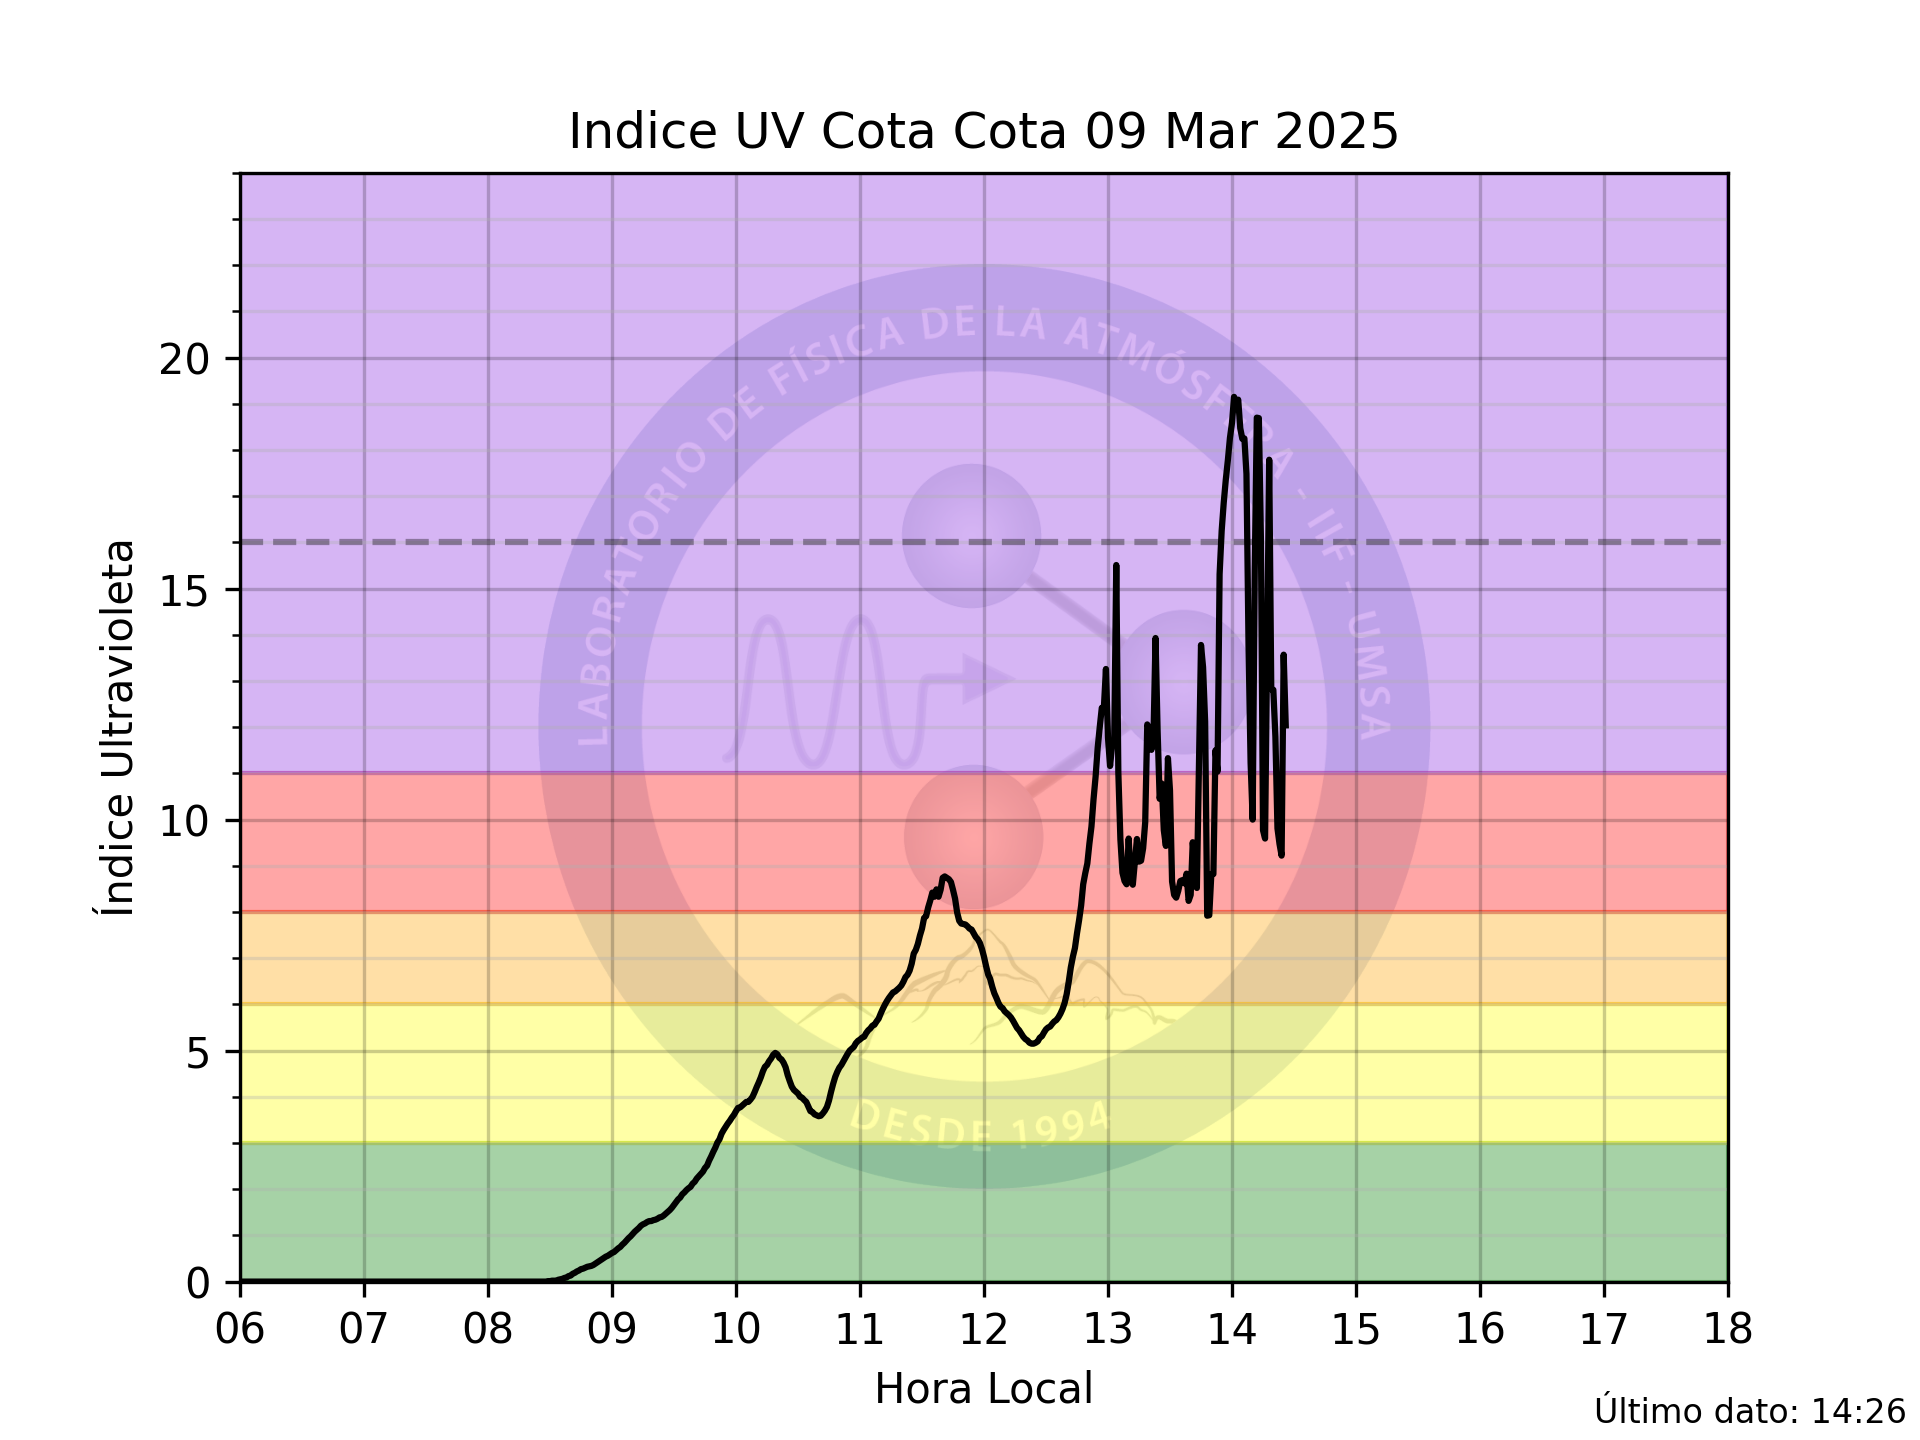 Indice UV Cota Cota 09 Mar 2025
Índice Ultravioleta
20
15
10
5
0
LABORATORIO DE FÍSICA DE LA ATMÓSFERA - IIF - UMSA
DESDE 1994
06 07 08 09 10 11 12 13 14 15 16 17 18
Hora Local
Último dato: 14:26